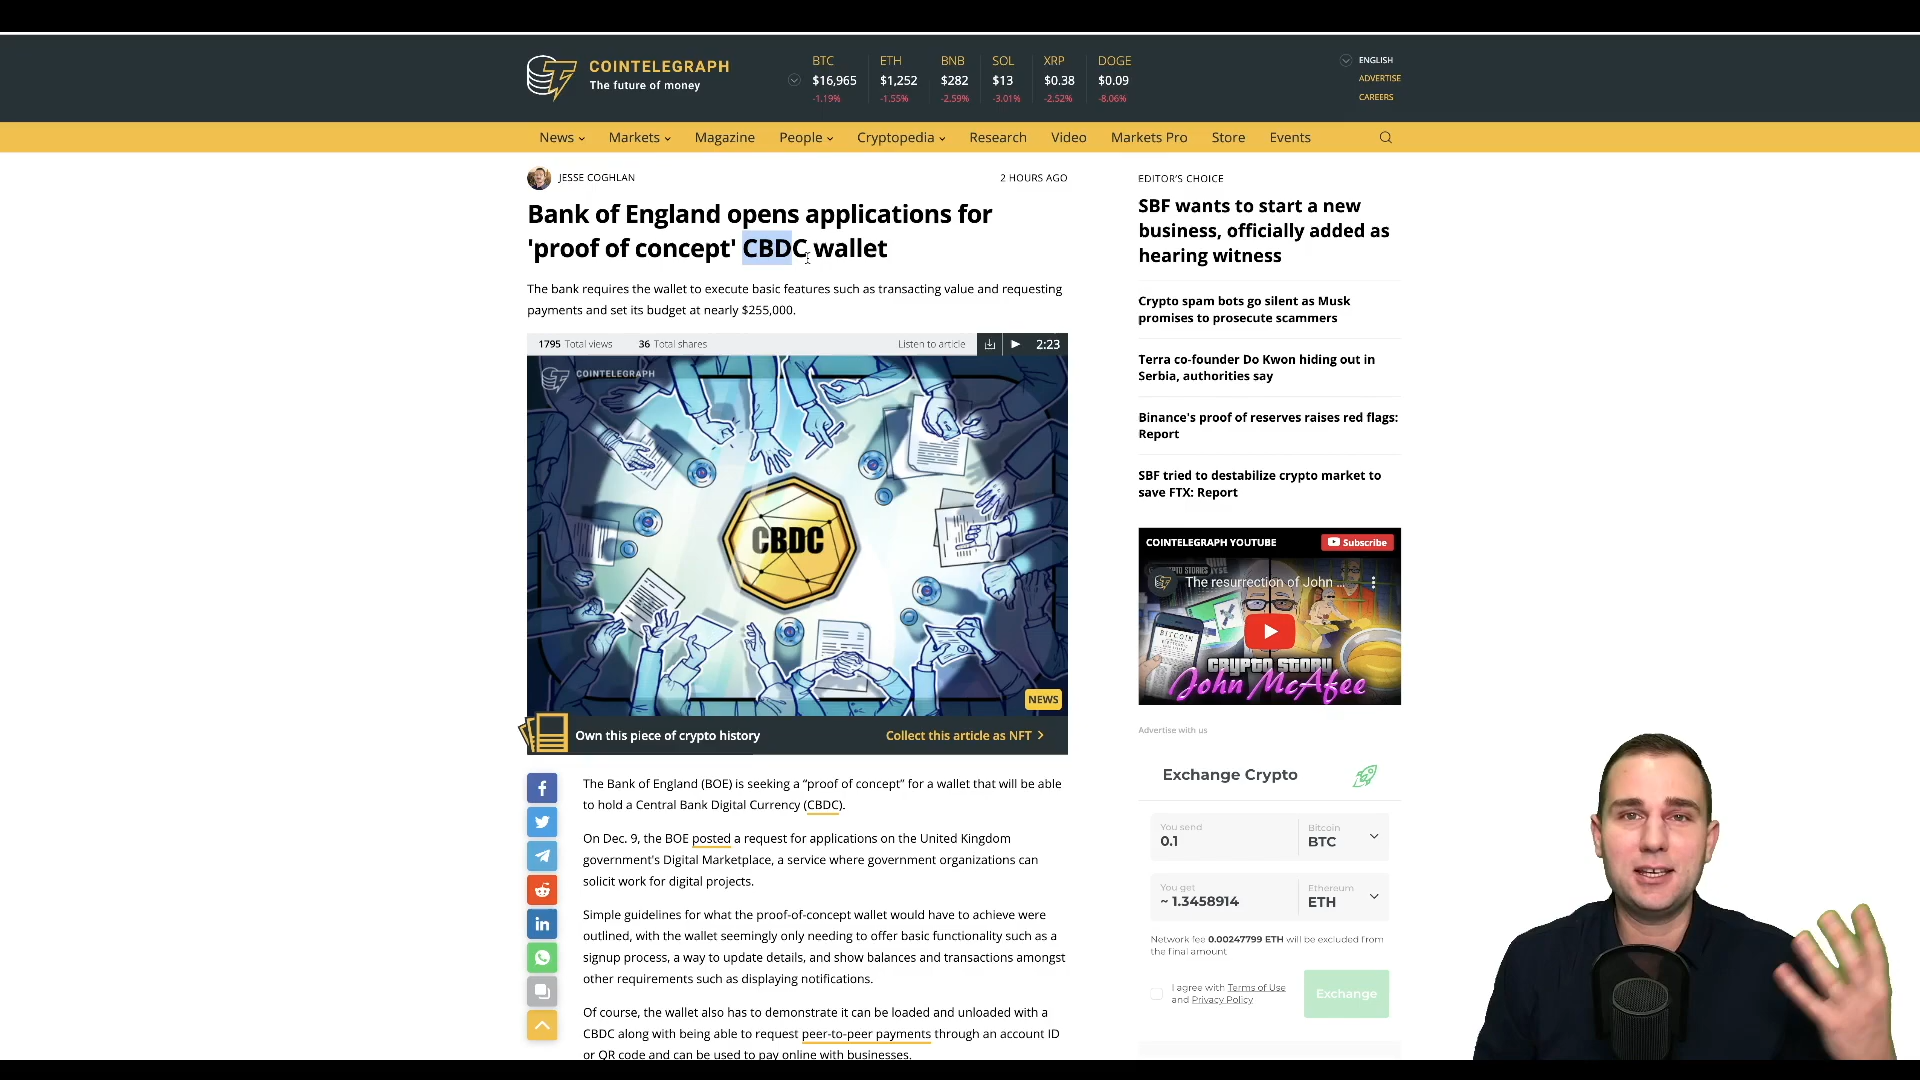 COINTELEGRAPH
The future of money
BTC ETH BNB SOL XRP DOGE
$16,965 $1,252 $282 $13 $0.38 $0.09
-1.19% -1.55% -2.59% -3.01% -2.52% -8.06%
ENGLISH
ADVERTISE
CAREERS
News Markets Magazine People Cryptopedia Research Video Markets Pro Store Events
JESSE COGHLAN
2 HOURS AGO
Bank of England opens applications for
'proof of concept' CBDC wallet
The bank requires the wallet to execute basic features such as transacting value and requesting
payments and set its budget at nearly $255,000.
1795 Total views 36 Total shares Listen to article 2:23
COINTELEGRAPH
CBDC
NEWS
Own this piece of crypto history Collect this article as NFT >
The Bank of England (BOE) is seeking a “proof of concept” for a wallet that will be able
to hold a Central Bank Digital Currency (CBDC).
On Dec. 9, the BOE posted a request for applications on the United Kingdom
government's Digital Marketplace, a service where government organizations can
solicit work for digital projects.
Simple guidelines for what the proof-of-concept wallet would have to achieve were
outlined, with the wallet seemingly only needing to offer basic functionality such as a
signup process, a way to update details, and show balances and transactions amongst
other requirements such as displaying notifications.
Of course, the wallet also has to demonstrate it can be loaded and unloaded with a
CBDC along with being able to request peer-to-peer payments through an account ID
or QR code and can be used to pay online with businesses.
EDITOR’S CHOICE
SBF wants to start a new
business, officially added as
hearing witness
Crypto spam bots go silent as Musk
promises to prosecute scammers
Terra co-founder Do Kwon hiding out in
Serbia, authorities say
Binance's proof of reserves raises red flags:
Report
SBF tried to destabilize crypto market to
save FTX: Report
COINTELEGRAPH YOUTUBE Subscribe
The resurrection of John ...
BITCOIN
CRYPTO STORY
John McAfee
Advertise with us
Exchange Crypto
You send Bitcoin
0.1 BTC
You get Ethereum
~ 1.3458914 ETH
Network fee 0.00247799 ETH will be excluded from
the final amount
I agree with Terms of Use
and Privacy Policy
Exchange